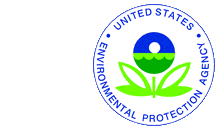 UNITED STATES
ENVIRONMENTAL PROTECTION AGENCY